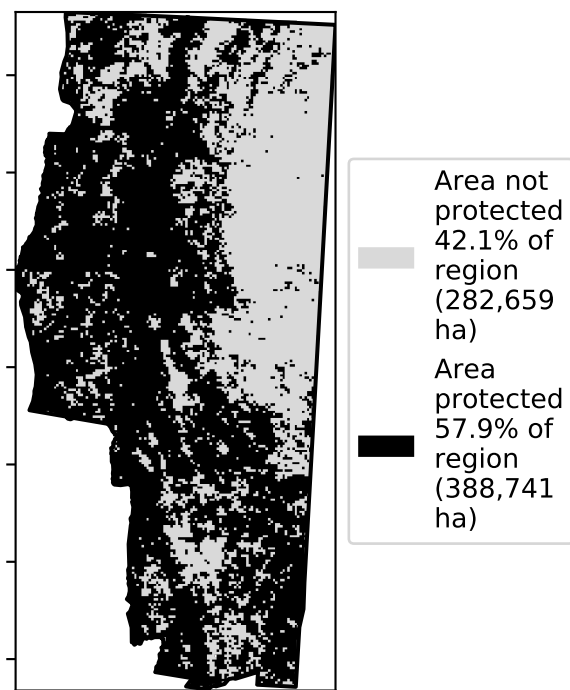 Area not
protected
42.1% of
region
(282,659
ha)
Area
protected
57.9% of
region
(388,741
ha)